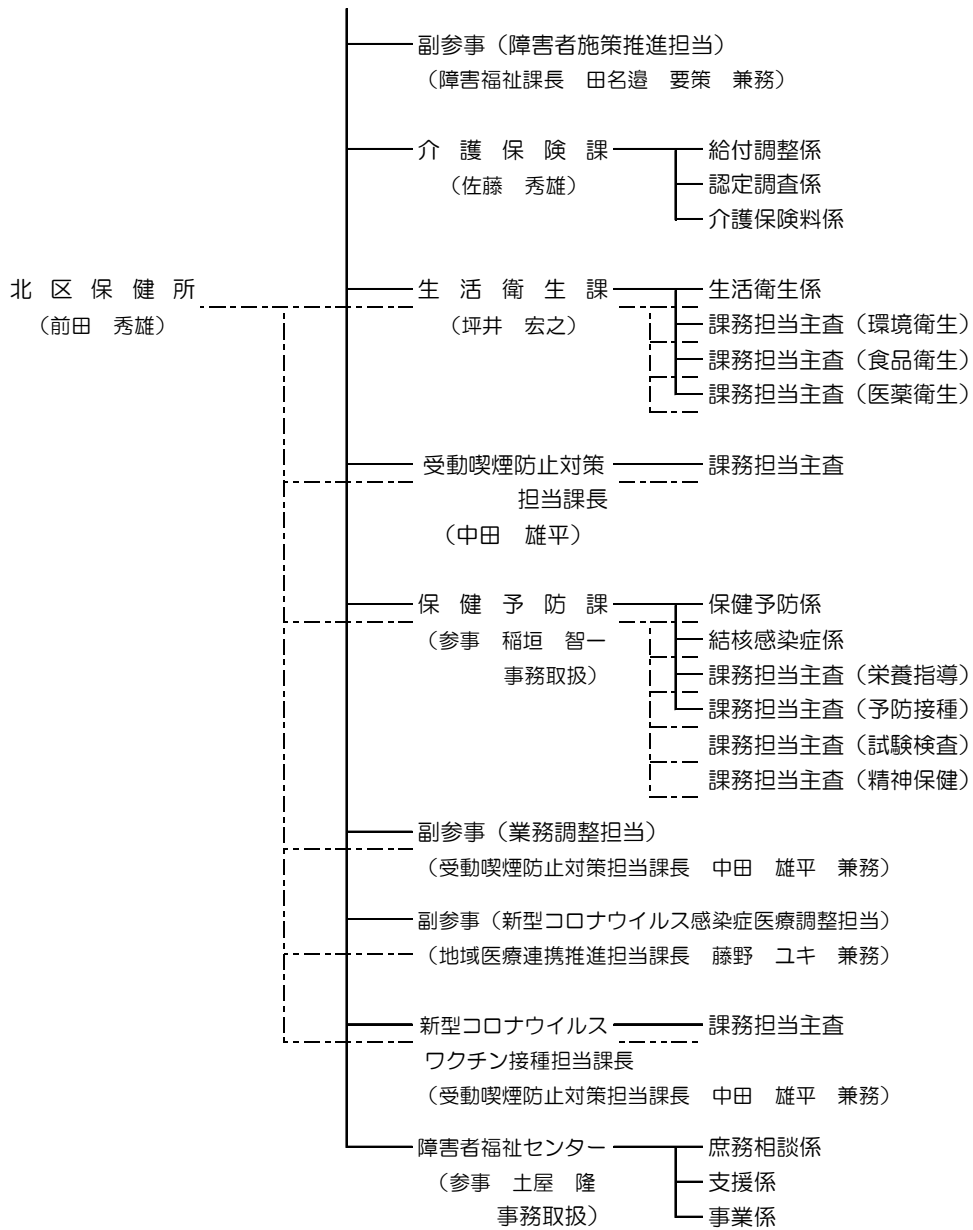 副参事（障害者施策推進担当）
（障害福祉課長　田名邉　要策　兼務）
介　護　保　険　課
（佐藤　秀雄）
給付調整係
認定調査係
介護保険料係
北　区　保　健　所
（前田　秀雄）
生　活　衛　生　課
（坪井　宏之）
生活衛生係
課務担当主査（環境衛生）
課務担当主査（食品衛生）
課務担当主査（医薬衛生）
受動喫煙防止対策
担当課長
（中田　雄平）
課務担当主査
保　健　予　防　課
（参事　稲垣　智一
事務取扱）
保健予防係
結核感染症係
課務担当主査（栄養指導）
課務担当主査（予防接種）
課務担当主査（試験検査）
課務担当主査（精神保健）
副参事（業務調整担当）
（受動喫煙防止対策担当課長　中田　雄平　兼務）
副参事（新型コロナウイルス感染症医療調整担当）
（地域医療連携推進担当課長　藤野　ユキ　兼務）
新型コロナウイルス
ワクチン接種担当課長
（受動喫煙防止対策担当課長　中田　雄平　兼務）
課務担当主査
障害者福祉センター
（参事　土屋　隆
事務取扱）
庶務相談係
支援係
事業係